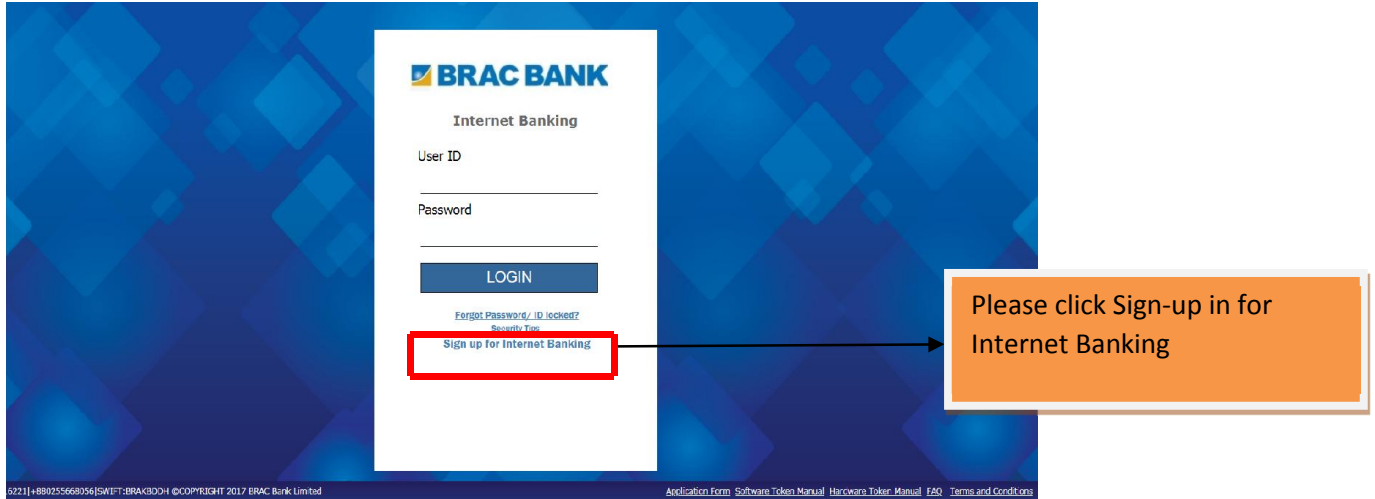 BRAC BANK
Internet Banking
User ID
Password
LOGIN
Forgot Password/ ID locked?
Security Tips
Sign up for Internet Banking
Please click Sign-up in for
Internet Banking
6221|+880255668056|SWIFT:BRAKBDDH ©COPYRIGHT 2017 BRAC Bank Limited
Application Form Software Token Manual Hardware Token Manual FAQ Terms and Conditions